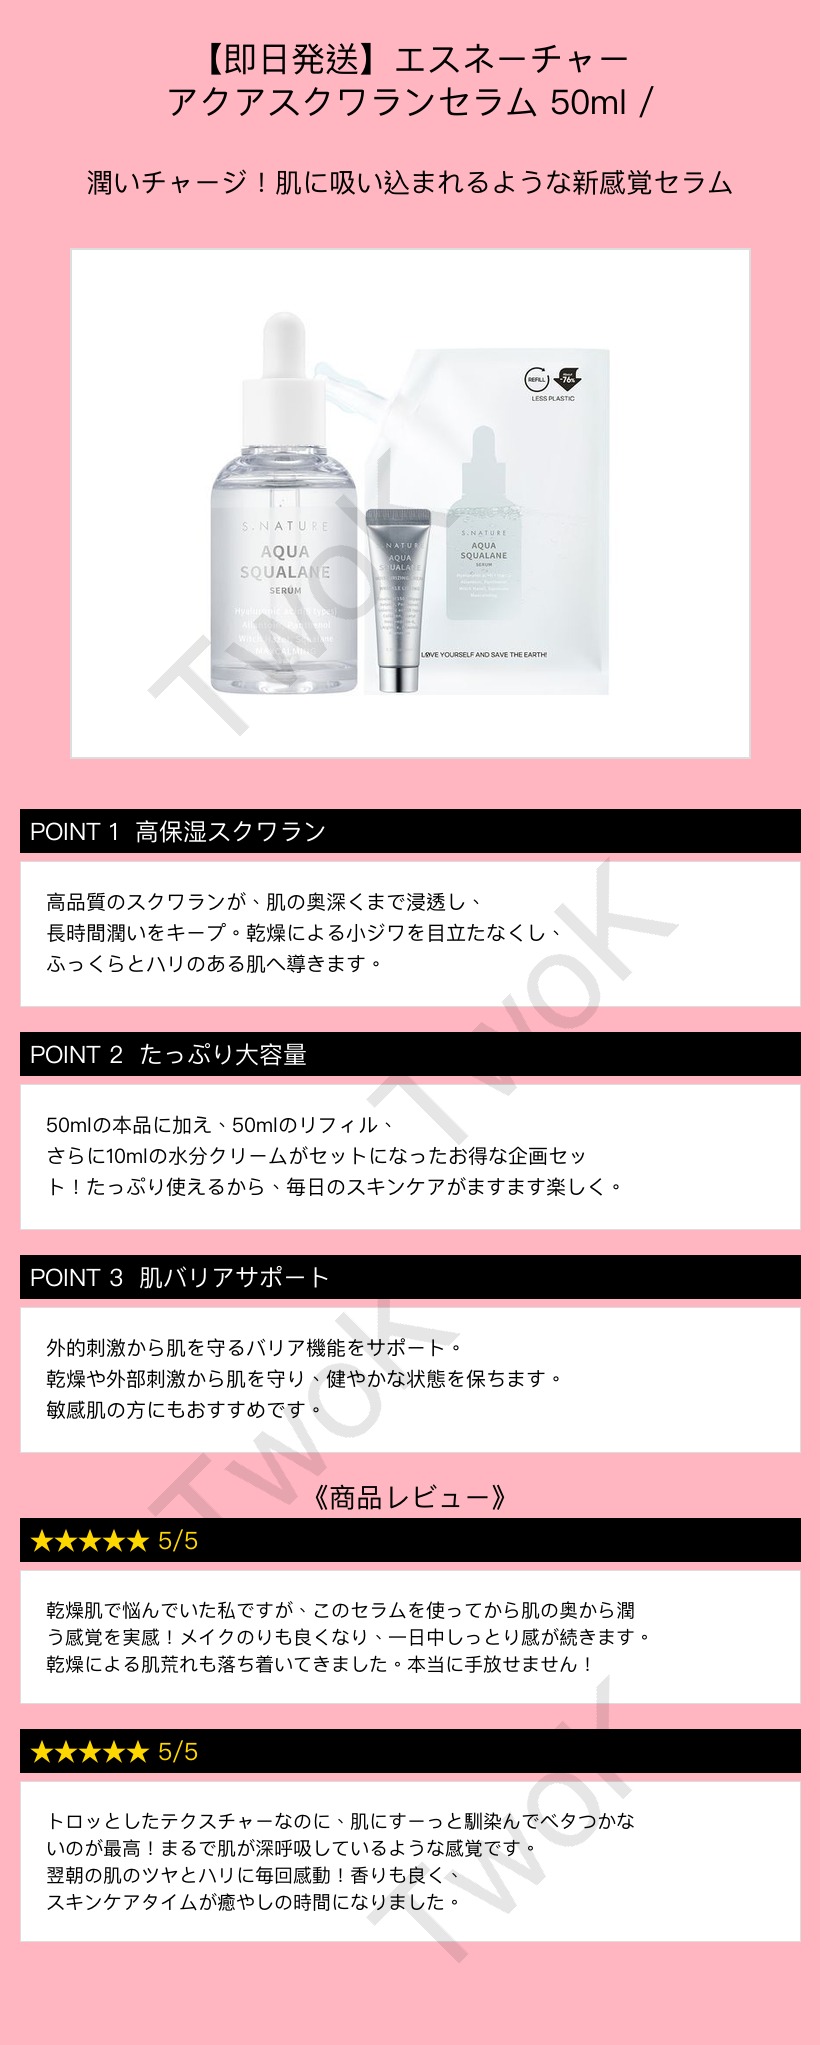 【即日発送】エスネーチャー
アクアスクワランセラム 50ml /
潤いチャージ！肌に吸い込まれるような新感覚セラム
REFILL
-76%
LESS PLASTIC
S.NATURE
AQUA
SQUALANE
SERUM
Hyaluronic acid
Allantoin, Panthenol
S.NATURE
AQUA
SQUALANE
S.NATURE
AQUA
SQUALANE
SERUM
LOVE YOURSELF AND SAVE THE EARTH!
TwoK
POINT 1 高保湿スクワラン
高品質のスクワランが、肌の奥深くまで浸透し、
長時間潤いをキープ。乾燥による小ジワを目立たなくし、
ふっくらとハリのある肌へ導きます。
TwoK
POINT 2 たっぷり大容量
50mlの本品に加え、50mlのリフィル、
さらに10mlの水分クリームがセットになったお得な企画セッ
ト！たっぷり使えるから、毎日のスキンケアがますます楽しく。
POINT 3 肌バリアサポート
外的刺激から肌を守るバリア機能をサポート。
乾燥や外部刺激から肌を守り、健やかな状態を保ちます。
敏感肌の方にもおすすめです。
TwoK
《商品レビュー》
★★★★★ 5/5
乾燥肌で悩んでいた私ですが、このセラムを使ってから肌の奥から潤
う感覚を実感！メイクのりも良くなり、一日中しっとり感が続きます。
乾燥による肌荒れも落ち着いてきました。本当に手放せません！
★★★★★ 5/5
トロッとしたテクスチャーなのに、肌にすーっと馴染んでベタつかな
いのが最高！まるで肌が深呼吸しているような感覚です。
翌朝の肌のツヤとハリに毎回感動！香りも良く、
スキンケアタイムが癒やしの時間になりました。
TwoK